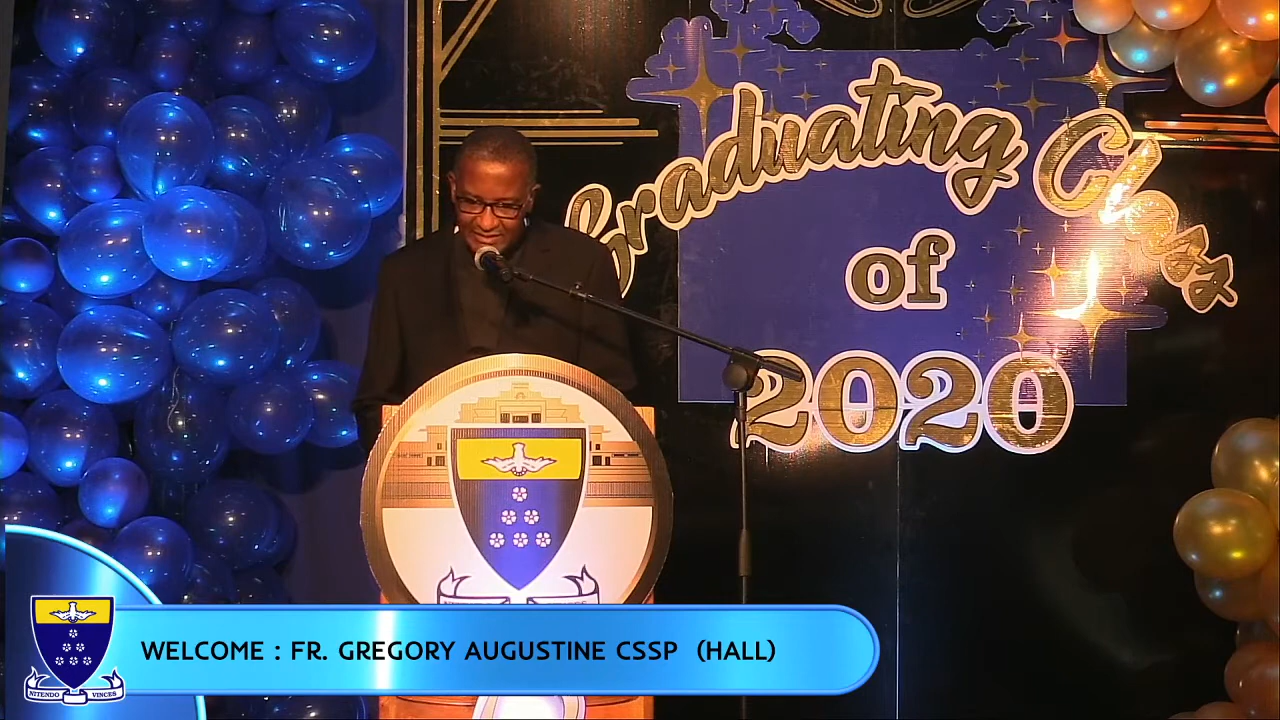 Graduating Class
of
2020
WELCOME : FR. GREGORY AUGUSTINE CSSP (HALL)
NITENDO VINCES